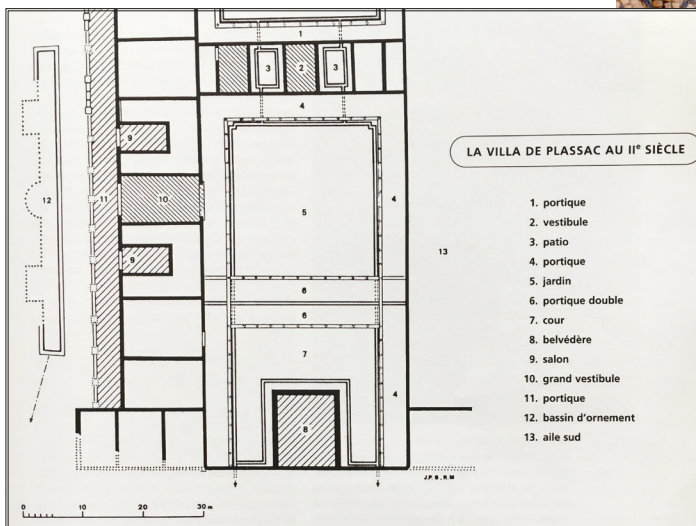 LA VILLA DE PLASSAC AU IIe SIÈCLE
1. portique
2. vestibule
3. patio
4. portique
5. jardin
6. portique double
7. cour
8. belvédère
9. salon
10. grand vestibule
11. portique
12. bassin d'ornement
13. aile sud
1
3
2
3
4
9
12
11
10
5
4
13
9
6
6
7
4
8
J.P.B., R.M
0 10 20 30 m